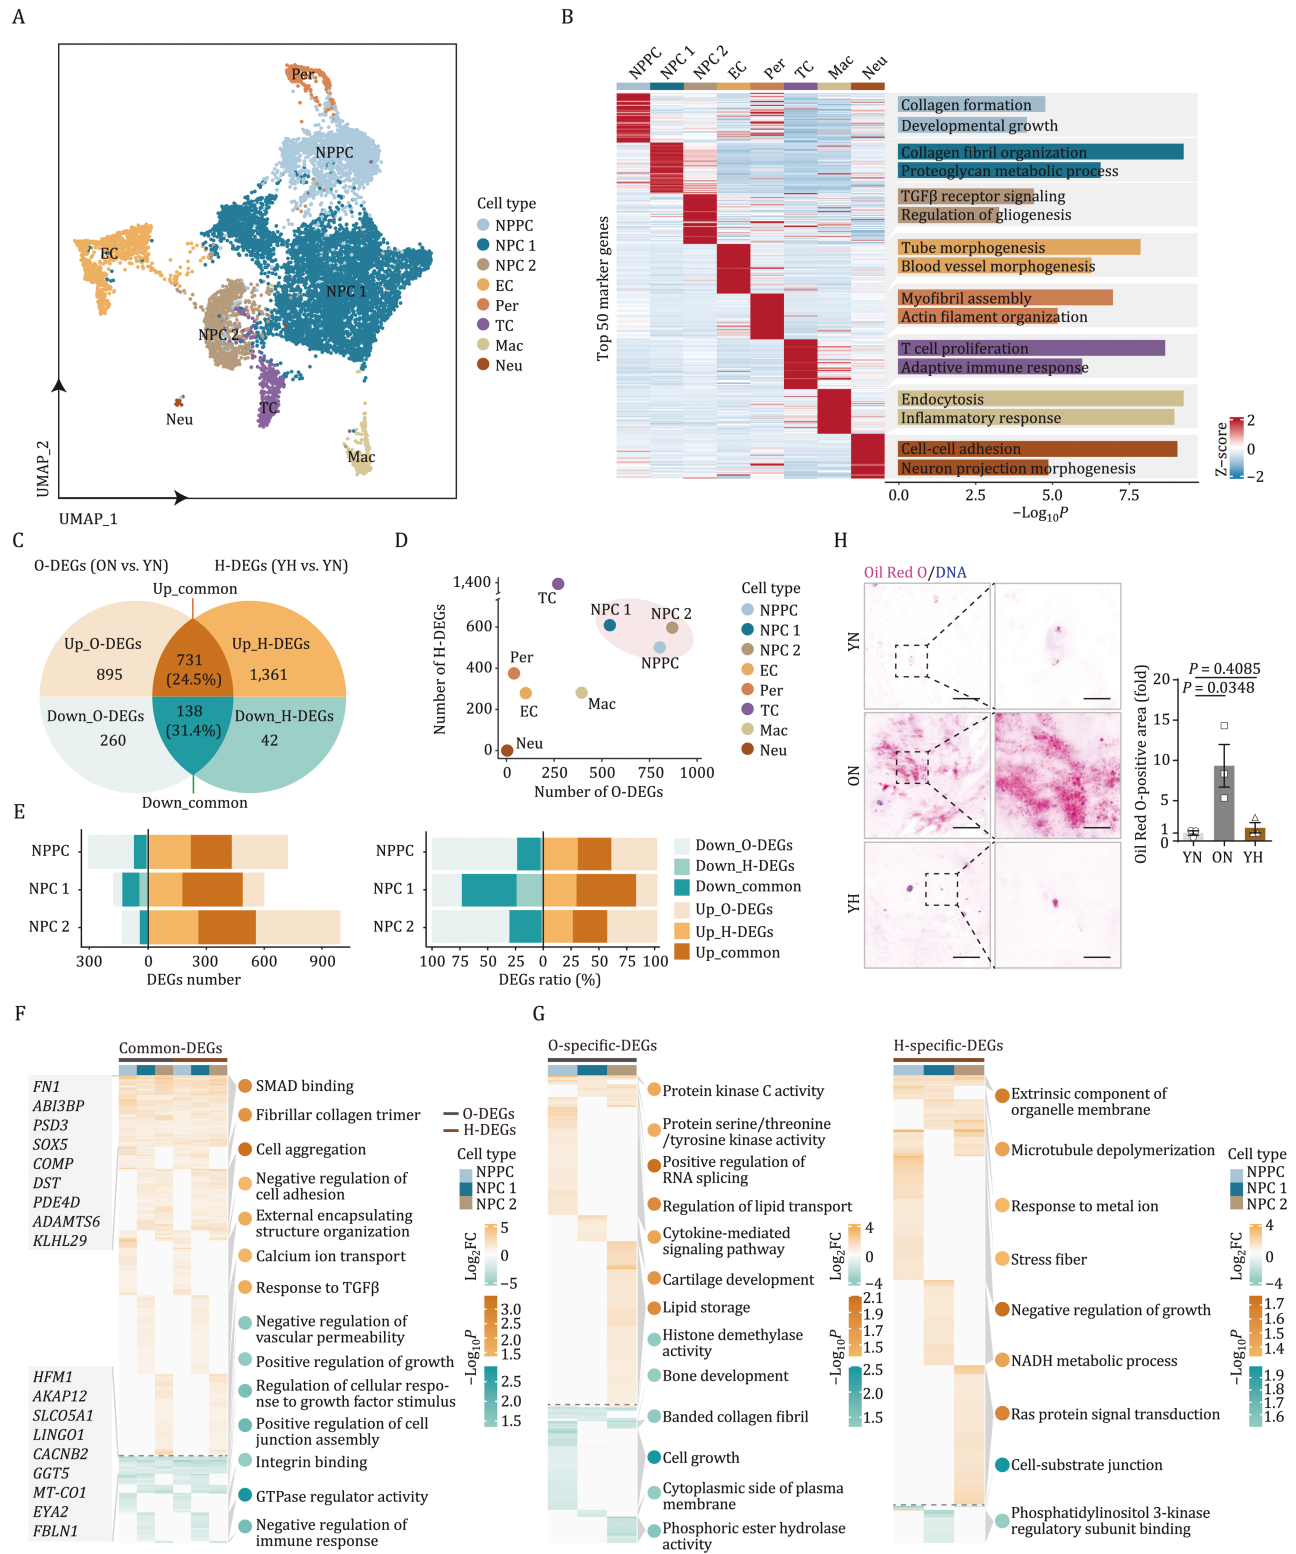 A
Per
NPPC
EC
NPC 1
NPC 2
TC
Neu
Mac
UMAP_2
UMAP_1
Cell type
NPPC
NPC 1
NPC 2
EC
Per
TC
Mac
Neu
B
NPPC
NPC 1
NPC 2
EC
Per
TC
Mac
Neu
Top 50 marker genes
Collagen formation
Developmental growth
Collagen fibril organization
Proteoglycan metabolic process
TGFβ receptor signaling
Regulation of gliogenesis
Tube morphogenesis
Blood vessel morphogenesis
Myofibril assembly
Actin filament organization
T cell proliferation
Adaptive immune response
Endocytosis
Inflammatory response
Cell-cell adhesion
Neuron projection morphogenesis
0.0 2.5 5.0 7.5
−Log10P
Z-score
2
0
−2
C
O-DEGs (ON vs. YN) H-DEGs (YH vs. YN)
Up_common
Up_O-DEGs
895
731
(24.5%)
Up_H-DEGs
1,361
Down_O-DEGs
260
138
(31.4%)
Down_H-DEGs
42
Down_common
D
Number of H-DEGs
1,400
600
400
200
0
TC
NPC 1
NPC 2
NPPC
Per
EC
Mac
Neu
0 250 500 750 1000
Number of O-DEGs
Cell type
NPPC
NPC 1
NPC 2
EC
Per
TC
Mac
Neu
E
NPPC
NPC 1
NPC 2
300 0 300 600 900
DEGs number
NPPC
NPC 1
NPC 2
100 75 50 25 0 25 50 75 100
DEGs ratio (%)
Down_O-DEGs
Down_H-DEGs
Down_common
Up_O-DEGs
Up_H-DEGs
Up_common
H
Oil Red O/DNA
YN
ON
YH
Oil Red O-positive area (fold)
P = 0.4085
P = 0.0348
20
15
10
5
1
0
YN ON YH
F
Common-DEGs
FN1
ABI3BP
PSD3
SOX5
COMP
DST
PDE4D
ADAMTS6
KLHL29
HFM1
AKAP12
SLCO5A1
LINGO1
CACNB2
GGT5
MT-CO1
EYA2
FBLN1
SMAD binding
Fibrillar collagen trimer
Cell aggregation
Negative regulation of
cell adhesion
External encapsulating
structure organization
Calcium ion transport
Response to TGFβ
Negative regulation of
vascular permeability
Positive regulation of growth
Regulation of cellular respo-
nse to growth factor stimulus
Positive regulation of cell
junction assembly
Integrin binding
GTPase regulator activity
Negative regulation of
immune response
O-DEGs
H-DEGs
Cell type
NPPC
NPC 1
NPC 2
Log2FC
5
0
−5
−Log10P
3.0
2.5
2.0
1.5
2.5
2.0
1.5
G
O-specific-DEGs
Protein kinase C activity
Protein serine/threonine
/tyrosine kinase activity
Positive regulation of
RNA splicing
Regulation of lipid transport
Cytokine-mediated
signaling pathway
Cartilage development
Lipid storage
Histone demethylase
activity
Bone development
Banded collagen fibril
Cell growth
Cytoplasmic side of plasma
membrane
Phosphoric ester hydrolase
activity
Log2FC
4
0
−4
−Log10P
2.1
1.9
1.7
1.5
2.5
2.0
1.5
H-specific-DEGs
Extrinsic component of
organelle membrane
Microtubule depolymerization
Response to metal ion
Stress fiber
Negative regulation of growth
NADH metabolic process
Ras protein signal transduction
Cell-substrate junction
Phosphatidylinositol 3-kinase
regulatory subunit binding
Cell type
NPPC
NPC 1
NPC 2
Log2FC
4
0
−4
−Log10P
1.7
1.6
1.5
1.4
1.9
1.8
1.7
1.6